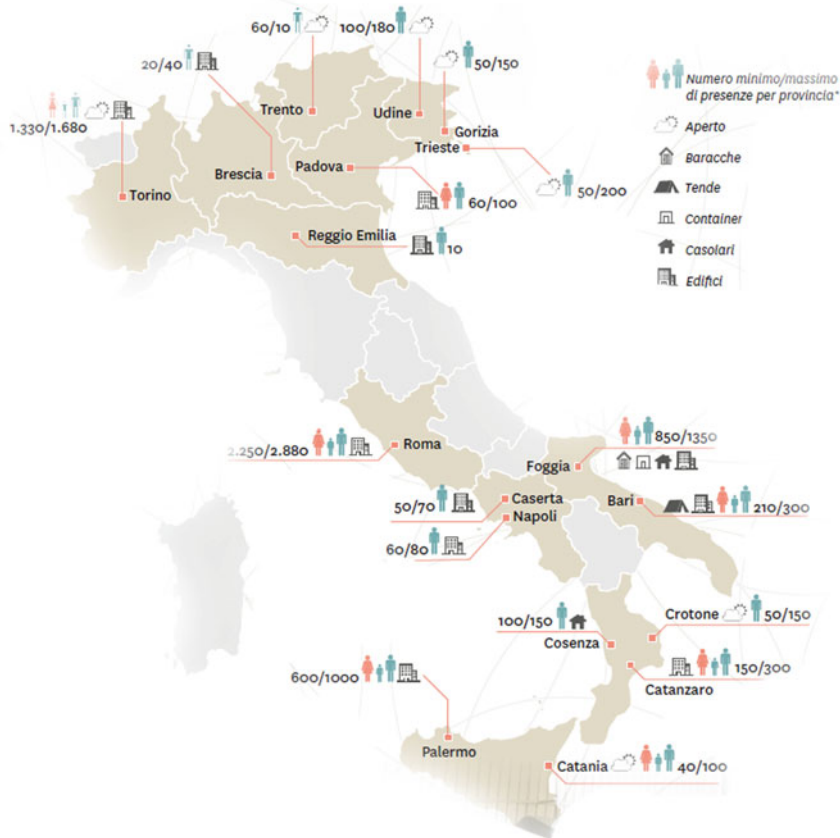 60/10
100/180
20/40
50/150
1.330/1.680
Trento
Udine
Gorizia
Trieste
Brescia
Padova
Torino
60/100
50/200
Reggio Emilia
10
Numero minimo/massimo
di presenze per provincia*
Aperto
Baracche
Tende
Container
Casolari
Edifici
2.250/2.880
Roma
850/1350
Foggia
50/70
Caserta
Napoli
Bari
210/300
60/80
100/150
Cosenza
Crotone
50/150
150/300
Catanzaro
600/1000
Palermo
Catania
40/100